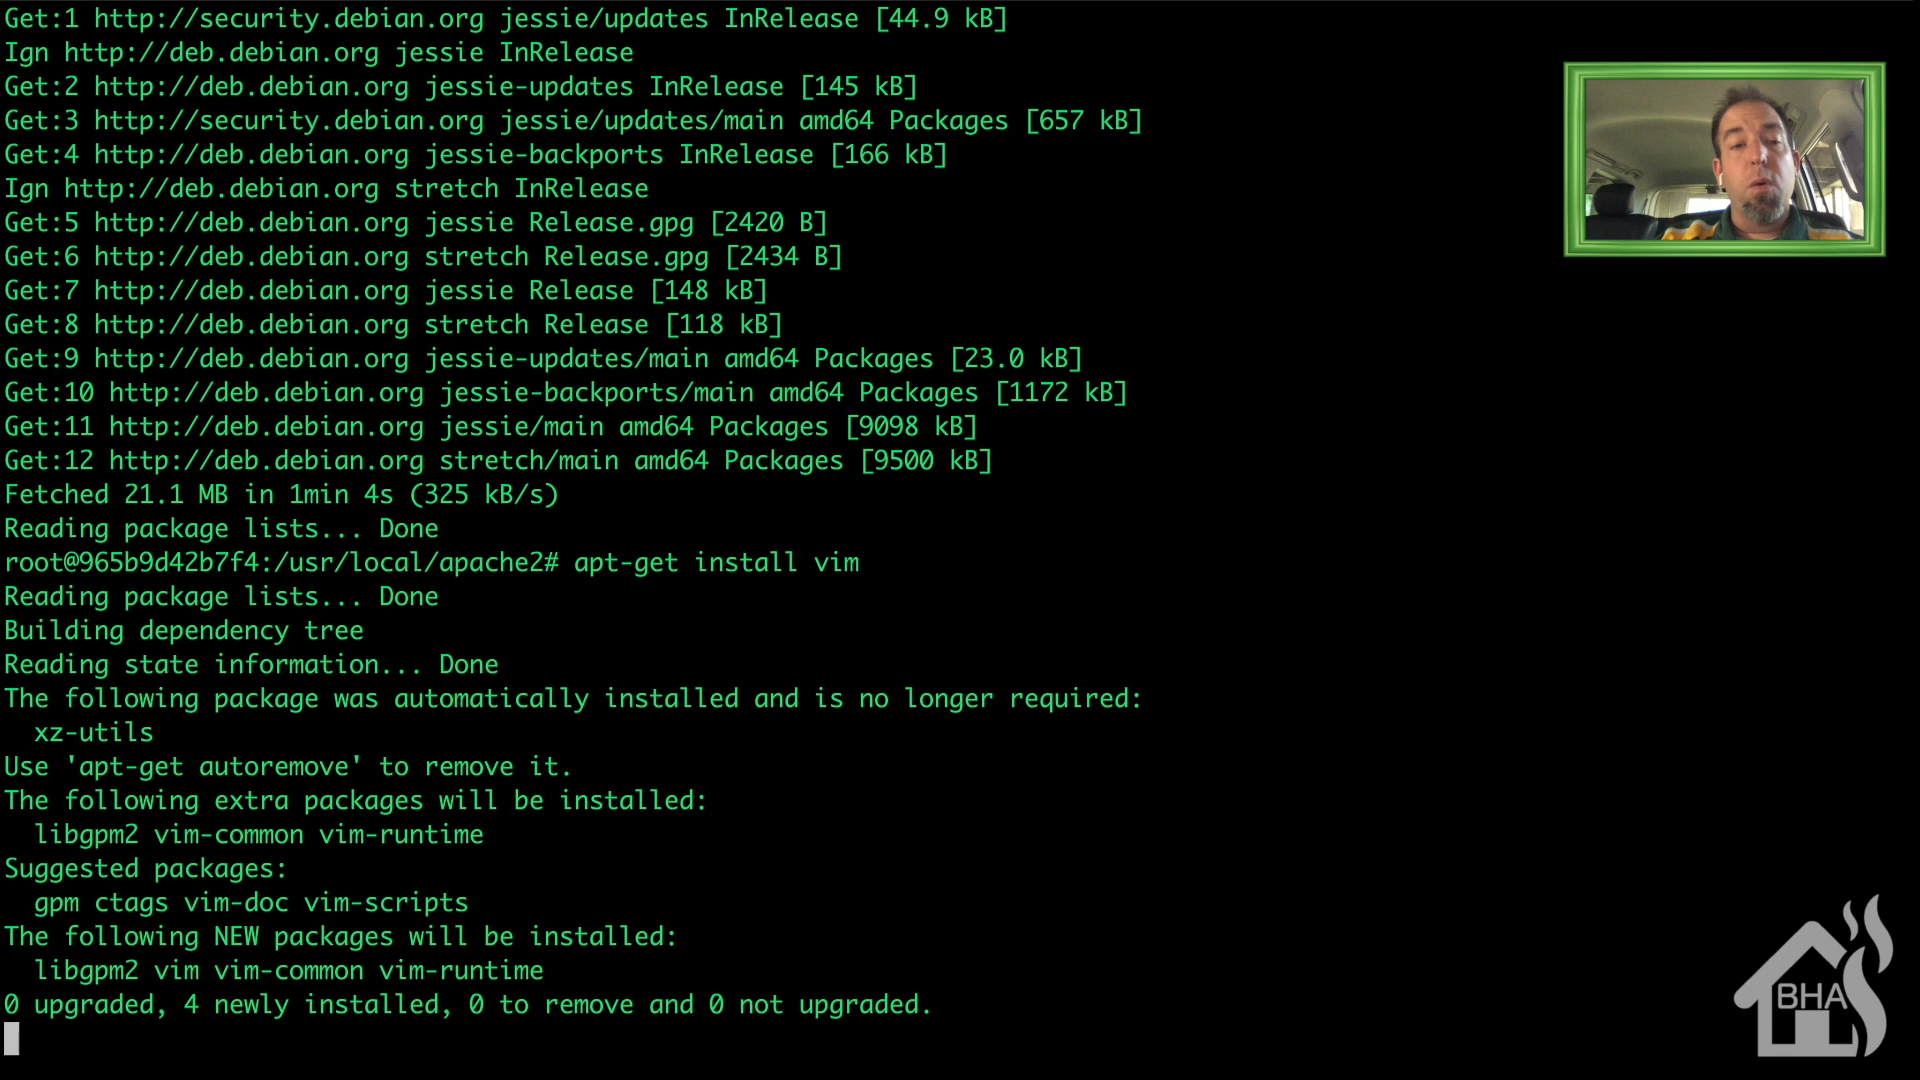 Get:1 http://security.debian.org jessie/updates InRelease [44.9 kB]
Ign http://deb.debian.org jessie InRelease
Get:2 http://deb.debian.org jessie-updates InRelease [145 kB]
Get:3 http://security.debian.org jessie/updates/main amd64 Packages [657 kB]
Get:4 http://deb.debian.org jessie-backports InRelease [166 kB]
Ign http://deb.debian.org stretch InRelease
Get:5 http://deb.debian.org jessie Release.gpg [2420 B]
Get:6 http://deb.debian.org stretch Release.gpg [2434 B]
Get:7 http://deb.debian.org jessie Release [148 kB]
Get:8 http://deb.debian.org stretch Release [118 kB]
Get:9 http://deb.debian.org jessie-updates/main amd64 Packages [23.0 kB]
Get:10 http://deb.debian.org jessie-backports/main amd64 Packages [1172 kB]
Get:11 http://deb.debian.org jessie/main amd64 Packages [9098 kB]
Get:12 http://deb.debian.org stretch/main amd64 Packages [9500 kB]
Fetched 21.1 MB in 1min 4s (325 kB/s)
Reading package lists... Done
root@965b9d42b7f4:/usr/local/apache2# apt-get install vim
Reading package lists... Done
Building dependency tree
Reading state information... Done
The following package was automatically installed and is no longer required:
  xz-utils
Use 'apt-get autoremove' to remove it.
The following extra packages will be installed:
  libgpm2 vim-common vim-runtime
Suggested packages:
  gpm ctags vim-doc vim-scripts
The following NEW packages will be installed:
  libgpm2 vim vim-common vim-runtime
0 upgraded, 4 newly installed, 0 to remove and 0 not upgraded.
BHA